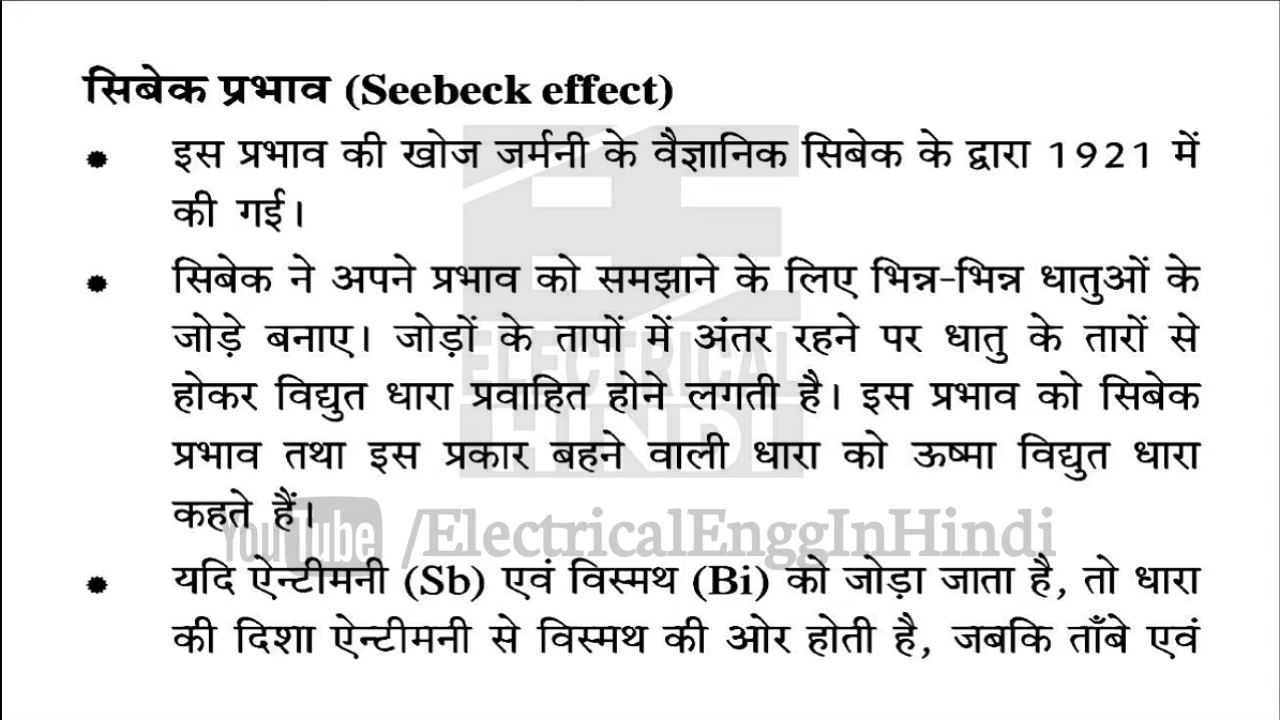 सिबेक प्रभाव (Seebeck effect)
इस प्रभाव की खोज जर्मनी के वैज्ञानिक सिबेक के द्वारा 1921 में
की गई।
सिबेक ने अपने प्रभाव को समझाने के लिए भिन्न-भिन्न धातुओं के
जोड़े बनाए। जोड़ों के तापों में अंतर रहने पर धातु के तारों से
होकर विद्युत धारा प्रवाहित होने लगती है। इस प्रभाव को सिबेक
प्रभाव तथा इस प्रकार बहने वाली धारा को ऊष्मा विद्युत धारा
कहते हैं।
यदि ऐन्टीमनी (Sb) एवं विस्मथ (Bi) को जोड़ा जाता है, तो धारा
की दिशा ऐन्टीमनी से विस्मथ की ओर होती है, जबकि ताँबे एवं
ELECTRICAL
HINDI
YouTube /ElectricalEnggInHindi